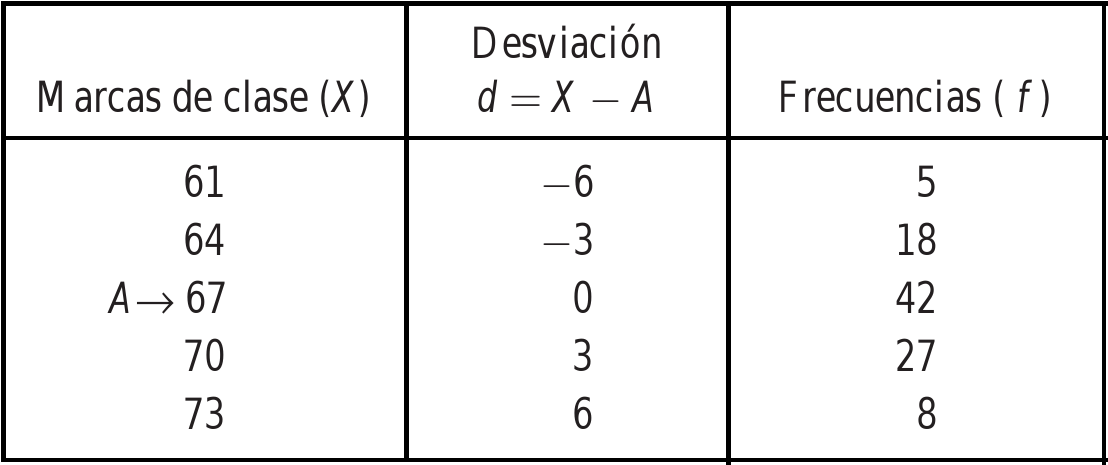 Marcas de clase (X) Desviación d = X − A Frecuencias (f)
61 −6 5
64 −3 18
A→67 0 42
70 3 27
73 6 8